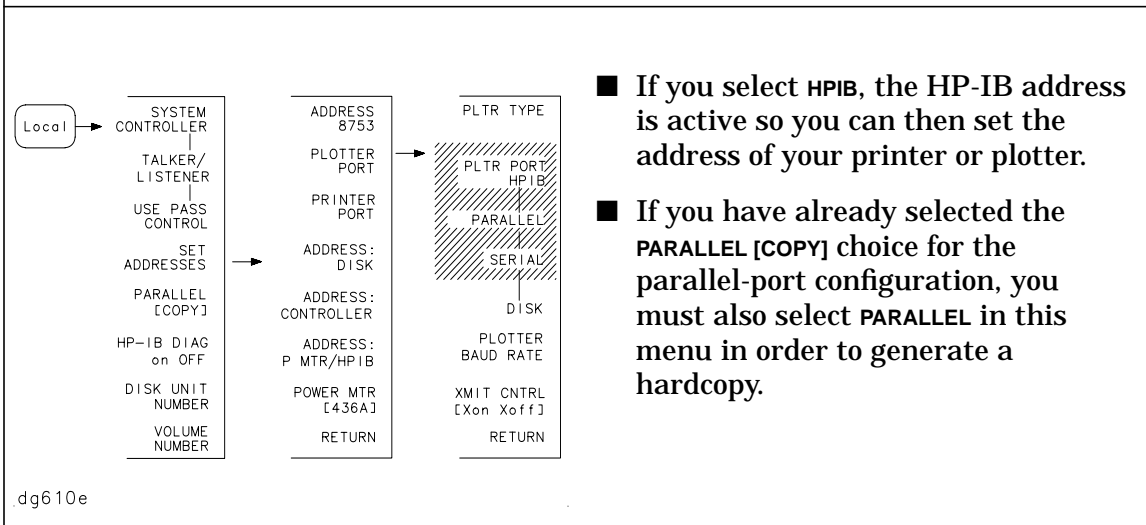 Local
SYSTEM
CONTROLLER
TALKER/
LISTENER
USE PASS
CONTROL
SET
ADDRESSES
PARALLEL
[COPY]
HP-IB DIAG
on OFF
DISK UNIT
NUMBER
VOLUME
NUMBER
ADDRESS
8753
PLOTTER
PORT
PRINTER
PORT
ADDRESS:
DISK
ADDRESS:
CONTROLLER
ADDRESS:
P MTR/HPIB
POWER MTR
[436A]
RETURN
PLTR TYPE
PLTR PORT
HPIB
PARALLEL
SERIAL
DISK
PLOTTER
BAUD RATE
XMIT CNTRL
[Xon Xoff]
RETURN
dg610e
■ If you select HPIB, the HP-IB address
is active so you can then set the
address of your printer or plotter.
■ If you have already selected the
PARALLEL [COPY] choice for the
parallel-port configuration, you
must also select PARALLEL in this
menu in order to generate a
hardcopy.